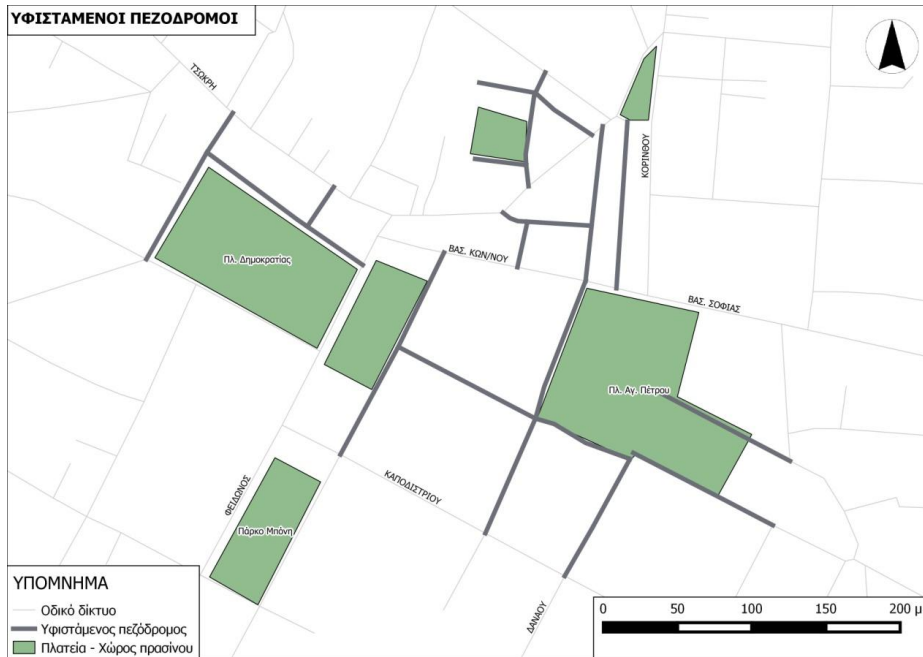 ΥΦΙΣΤΑΜΕΝΟΙ ΠΕΖΟΔΡΟΜΟΙ
ΤΣΩΚΡΗ
ΚΟΡΙΝΘΟΥ
Πλ. Δημοκρατίας
ΒΑΣ. ΚΩΝ/ΝΟΥ
ΒΑΣ. ΣΟΦΙΑΣ
Πλ. Αγ. Πέτρου
ΦΕΙΔΩΝΟΣ
ΚΑΠΟΔΙΣΤΡΙΟΥ
Πάρκο Μπόνη
ΔΑΝΑΟΥ
ΥΠΟΜΝΗΜΑ
Οδικό δίκτυο
Υφιστάμενος πεζόδρομος
Πλατεία - Χώρος πρασίνου
0 50 100 150 200 μ